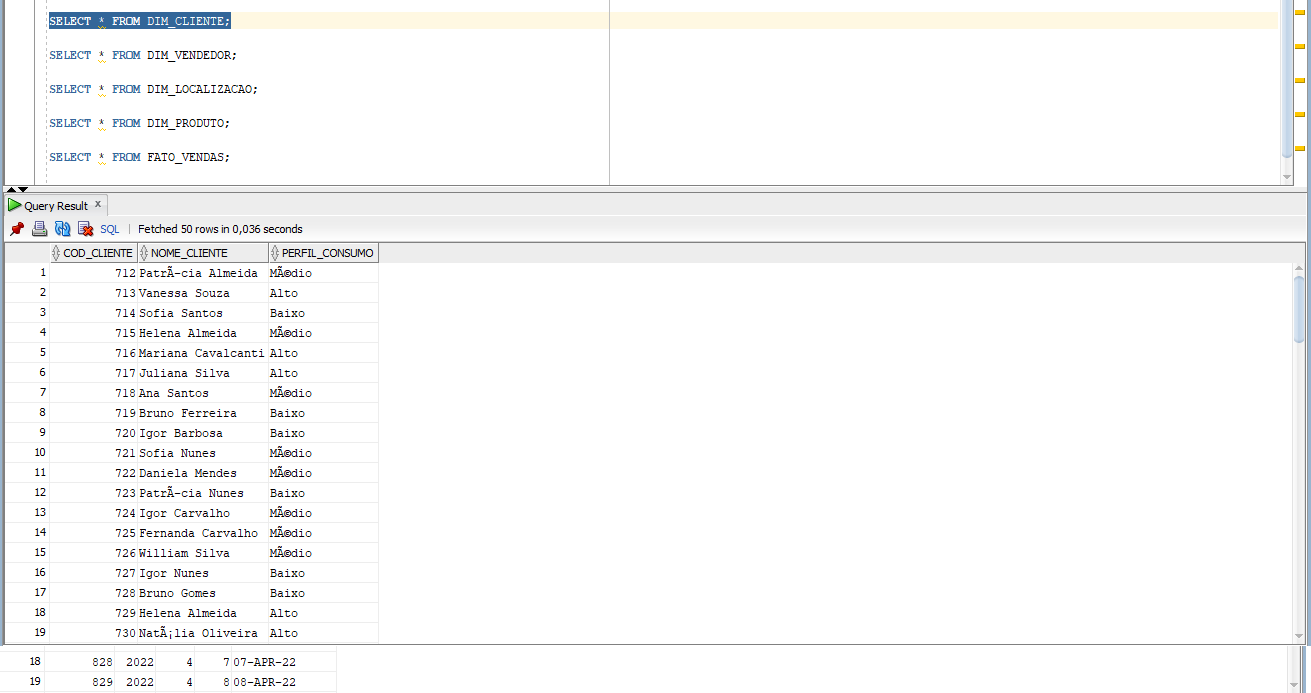 SELECT * FROM DIM_CLIENTE;
SELECT * FROM DIM_VENDEDOR;
SELECT * FROM DIM_LOCALIZACAO;
SELECT * FROM DIM_PRODUTO;
SELECT * FROM FATO_VENDAS;
Query Result x
SQL | Fetched 50 rows in 0,036 seconds
COD_CLIENTE NOME_CLIENTE PERFIL_CONSUMO
1 712 PatrÃ-cia Almeida MÃ©dio
2 713 Vanessa Souza Alto
3 714 Sofia Santos Baixo
4 715 Helena Almeida MÃ©dio
5 716 Mariana Cavalcanti Alto
6 717 Juliana Silva Alto
7 718 Ana Santos MÃ©dio
8 719 Bruno Ferreira Baixo
9 720 Igor Barbosa Baixo
10 721 Sofia Nunes MÃ©dio
11 722 Daniela Mendes MÃ©dio
12 723 PatrÃ-cia Nunes Baixo
13 724 Igor Carvalho MÃ©dio
14 725 Fernanda Carvalho MÃ©dio
15 726 William Silva MÃ©dio
16 727 Igor Nunes Baixo
17 728 Bruno Gomes Baixo
18 729 Helena Almeida Alto
19 730 NatÃ¡lia Oliveira Alto
18 828 2022 4 7 07-APR-22
19 829 2022 4 8 08-APR-22